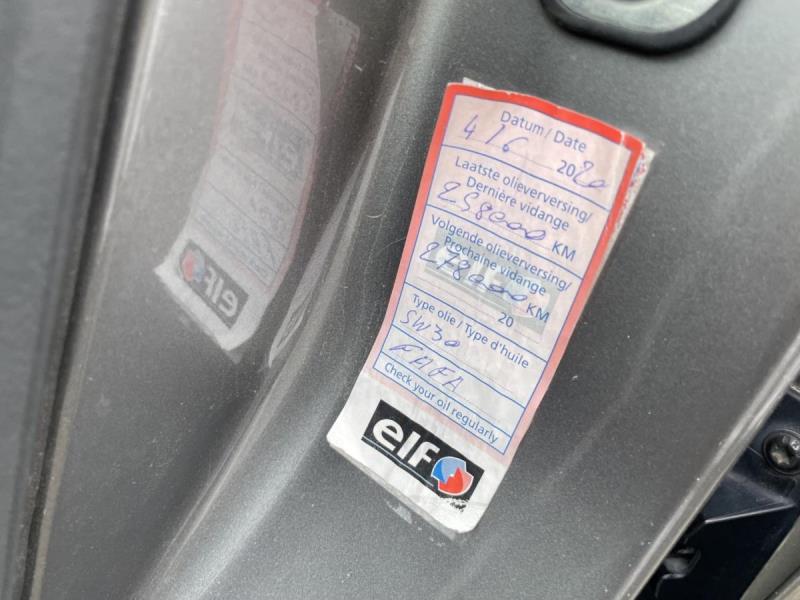 Datum / Date
4 / 6 2020
Laatste olieverversing/
Dernière vidange
258000 KM
Volgende olieverversing/
Prochaine vidange
278000 KM
20
Type olie / Type d'huile
5W30
Check your oil regularly
elf
elf